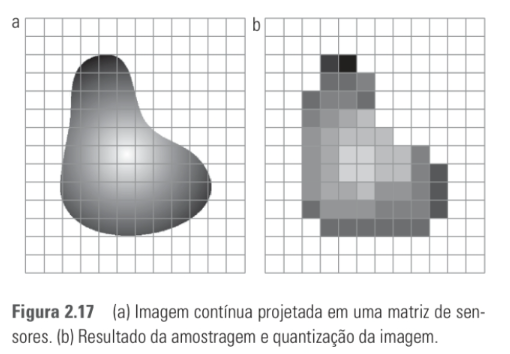 a
b
Figura 2.17 (a) Imagem contínua projetada em uma matriz de sen-
sores. (b) Resultado da amostragem e quantização da imagem.